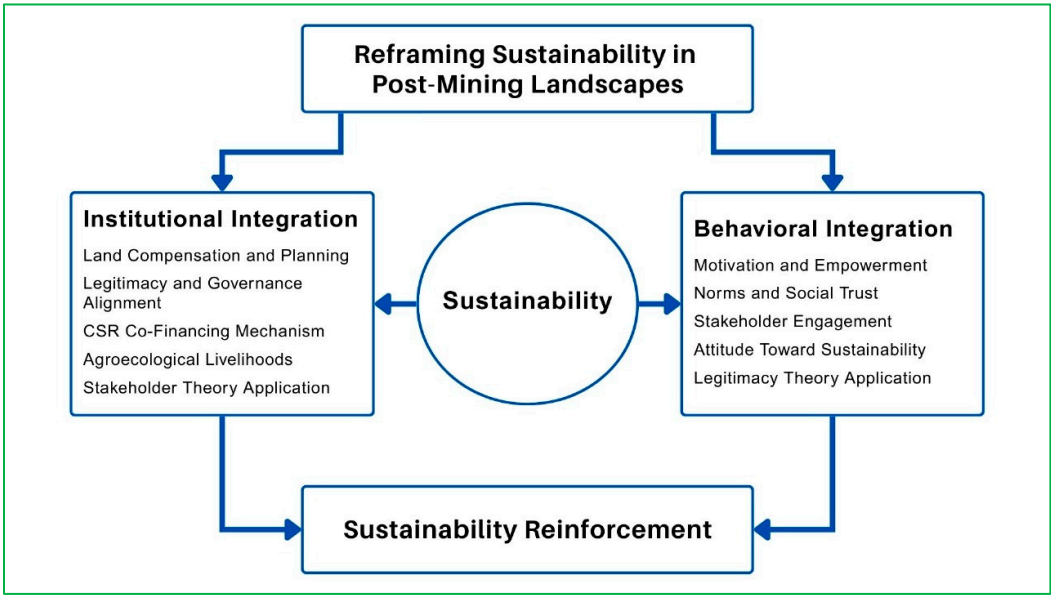 Reframing Sustainability in
Post-Mining Landscapes
Institutional Integration
Land Compensation and Planning
Legitimacy and Governance
Alignment
CSR Co-Financing Mechanism
Agroecological Livelihoods
Stakeholder Theory Application
Sustainability
Behavioral Integration
Motivation and Empowerment
Norms and Social Trust
Stakeholder Engagement
Attitude Toward Sustainability
Legitimacy Theory Application
Sustainability Reinforcement